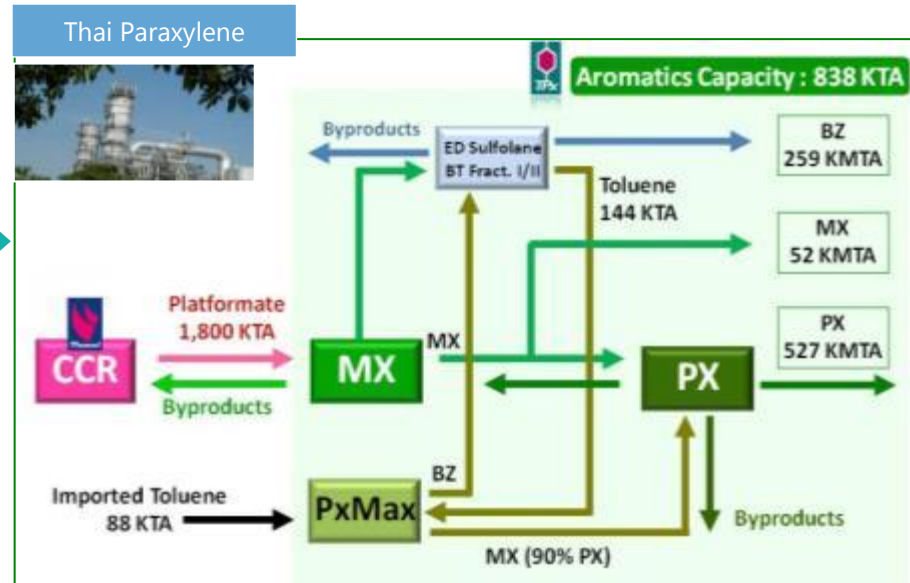 Thai Paraxylene
TPx
Aromatics Capacity : 838 KTA
Byproducts
ED Sulfolane
BT Fract. I/II
BZ
259 KMTA
Toluene
144 KTA
MX
52 KMTA
Platformate
1,800 KTA
CCR
Byproducts
MX
MX
PX
PX
527 KMTA
Imported Toluene
88 KTA
PxMax
BZ
MX (90% PX)
Byproducts